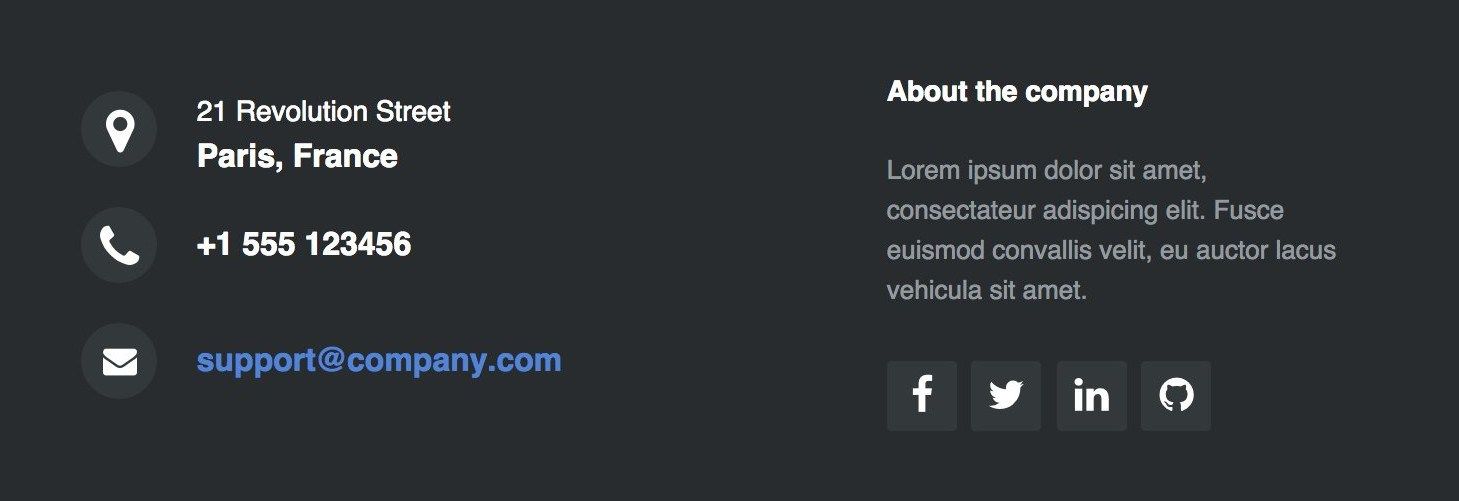 21 Revolution Street
Paris, France
+1 555 123456
support@company.com
About the company
Lorem ipsum dolor sit amet,
consectateur adispicing elit. Fusce
euismod convallis velit, eu auctor lacus
vehicula sit amet.